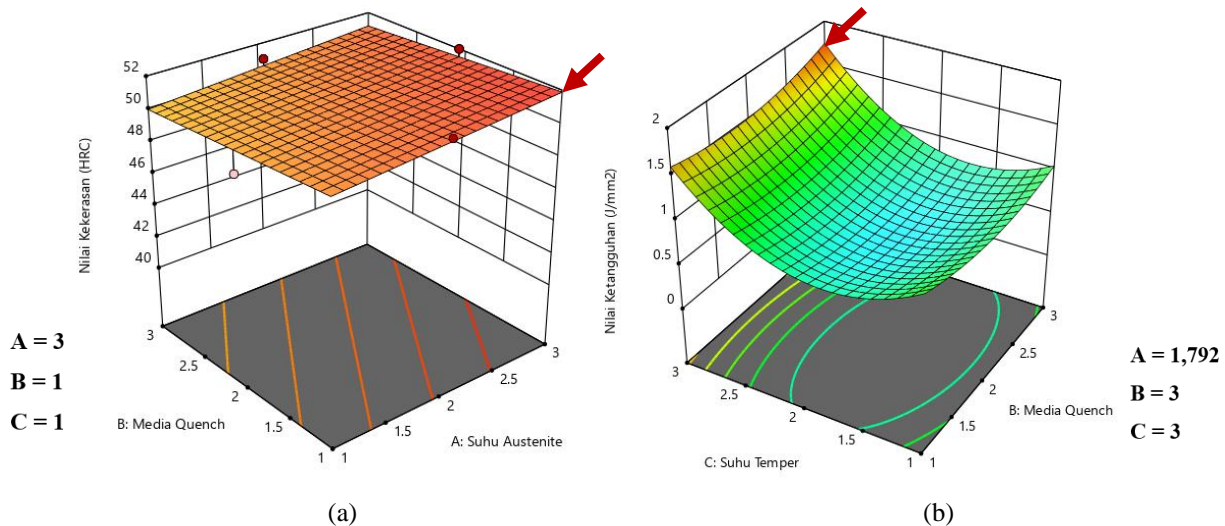 52
50
48
46
44
42
40
Nilai Kekerasan (HRC)
3
2.5
2
1.5
1
B: Media Quench
1
1.5
2
2.5
3
A: Suhu Austenite
A = 3
B = 1
C = 1
(a)
2
1.5
1
0.5
0
Nilai Ketangguhan (J/mm2)
3
2.5
2
1.5
1
C: Suhu Temper
1
1.5
2
2.5
3
B: Media Quench
A = 1,792
B = 3
C = 3
(b)